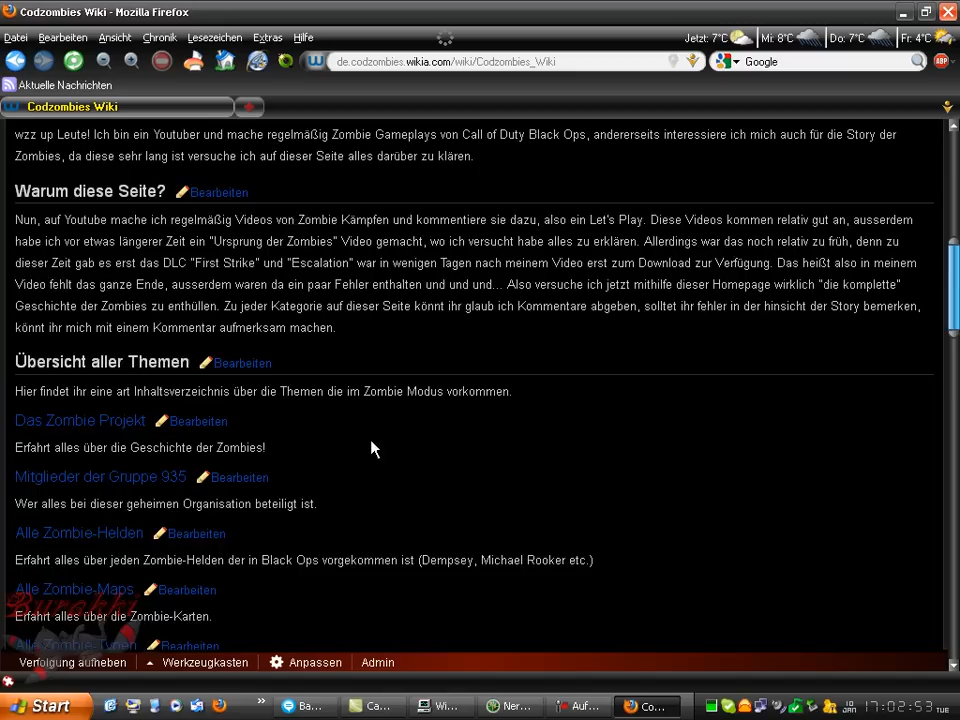 Codzombies Wiki - Mozilla Firefox
Datei Bearbeiten Ansicht Chronik Lesezeichen Extras Hilfe Jetzt: 7°C Mi: 8°C Do: 7°C Fr: 4°C
de.codzombies.wikia.com/wiki/Codzombies_Wiki Google ABP
Aktuelle Nachrichten
Codzombies Wiki
wzz up Leute! Ich bin ein Youtuber und mache regelmäßig Zombie Gameplays von Call of Duty Black Ops, andererseits interessiere ich mich auch für die Story der
Zombies, da diese sehr lang ist versuche ich auf dieser Seite alles darüber zu klären.
Warum diese Seite? Bearbeiten
Nun, auf Youtube mache ich regelmäßig Videos von Zombie Kämpfen und kommentiere sie dazu, also ein Let's Play. Diese Videos kommen relativ gut an, ausserdem
habe ich vor etwas längerer Zeit ein "Ursprung der Zombies" Video gemacht, wo ich versucht habe alles zu erklären. Allerdings war das noch relativ zu früh, denn zu
dieser Zeit gab es erst das DLC "First Strike" und "Escalation" war in wenigen Tagen nach meinem Video erst zum Download zur Verfügung. Das heißt also in meinem
Video fehlt das ganze Ende, ausserdem waren da ein paar Fehler enthalten und und und... Also versuche ich jetzt mithilfe dieser Homepage wirklich "die komplette"
Geschichte der Zombies zu enthüllen. Zu jeder Kategorie auf dieser Seite könnt ihr glaub ich Kommentare abgeben, solltet ihr fehler in der hinsicht der Story bemerken,
könnt ihr mich mit einem Kommentar aufmerksam machen.
Übersicht aller Themen Bearbeiten
Hier findet ihr eine art Inhaltsverzeichnis über die Themen die im Zombie Modus vorkommen.
Das Zombie Projekt Bearbeiten
Erfahrt alles über die Geschichte der Zombies!
Mitglieder der Gruppe 935 Bearbeiten
Wer alles bei dieser geheimen Organisation beteiligt ist.
Alle Zombie-Helden Bearbeiten
Erfahrt alles über jeden Zombie-Helden der in Black Ops vorgekommen ist (Dempsey, Michael Rooker etc.)
Alle Zombie-Maps Bearbeiten
Erfahrt alles über die Zombie-Karten.
Alle Zombie-Typen Bearbeiten
Verfolgung aufheben Werkzeugkasten Anpassen Admin
Start » Ba... Ca... Wi... Ner... Auf... Co... 10 JAN 17:02:53 TUE